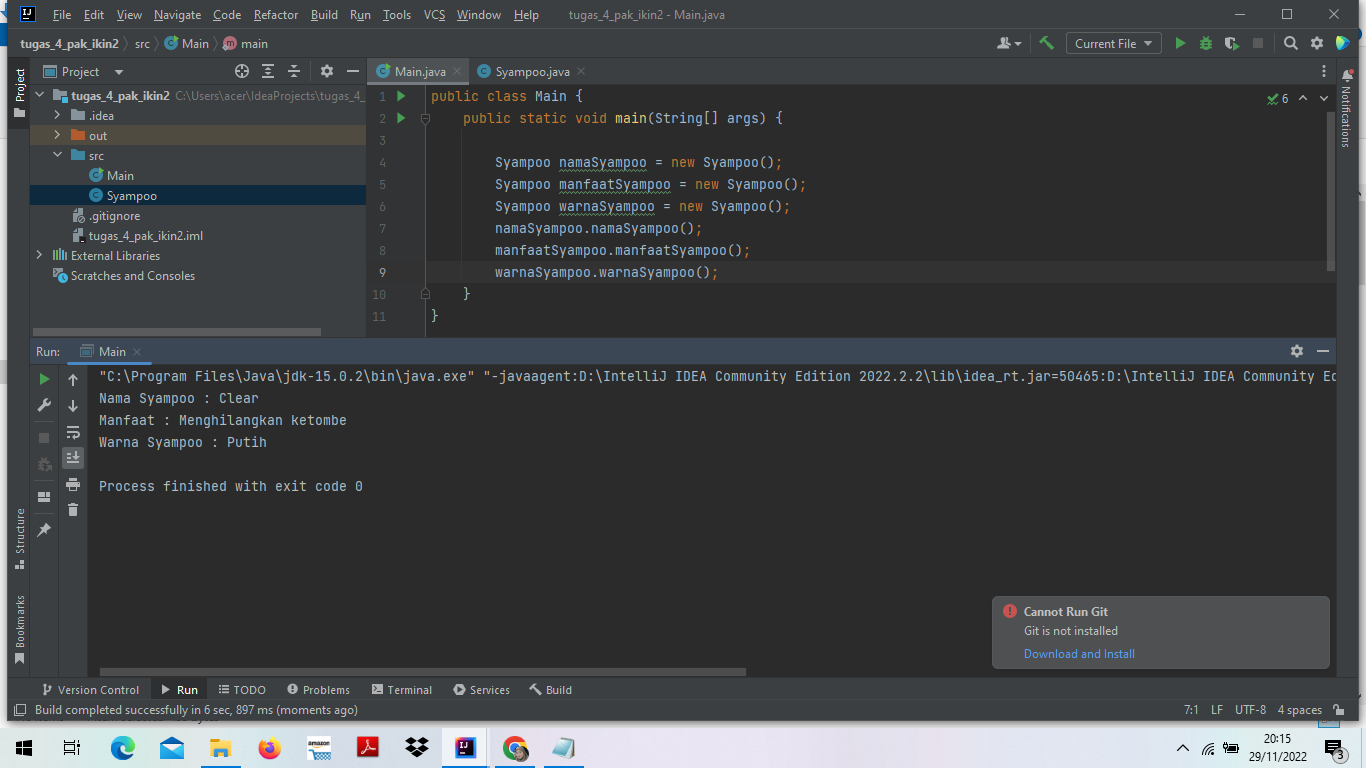 File Edit View Navigate Code Refactor Build Run Tools VCS Window Help tugas_4_pak_ikin2 - Main.java
tugas_4_pak_ikin2 src Main main
Current File
Project
Main.java
Syampoo.java
tugas_4_pak_ikin2 C:\Users\acer\IdeaProjects\tugas_4_
.idea
out
src
Main
Syampoo
.gitignore
tugas_4_pak_ikin2.iml
External Libraries
Scratches and Consoles
1 public class Main {
2 public static void main(String[] args) {
3
4 Syampoo namaSyampoo = new Syampoo();
5 Syampoo manfaatSyampoo = new Syampoo();
6 Syampoo warnaSyampoo = new Syampoo();
7 namaSyampoo.namaSyampoo();
8 manfaatSyampoo.manfaatSyampoo();
9 warnaSyampoo.warnaSyampoo();
10 }
11 }
6
Project
Notifications
Run: Main
"C:\Program Files\Java\jdk-15.0.2\bin\java.exe" "-javaagent:D:\IntelliJ IDEA Community Edition 2022.2.2\lib\idea_rt.jar=50465:D:\IntelliJ IDEA Community Ed
Nama Syampoo : Clear
Manfaat : Menghilangkan ketombe
Warna Syampoo : Putih
Process finished with exit code 0
Structure
Bookmarks
Cannot Run Git
Git is not installed
Download and Install
Version Control Run TODO Problems Terminal Services Build
Build completed successfully in 6 sec, 897 ms (moments ago)
7:1 LF UTF-8 4 spaces
amazon
20:15
29/11/2022
3